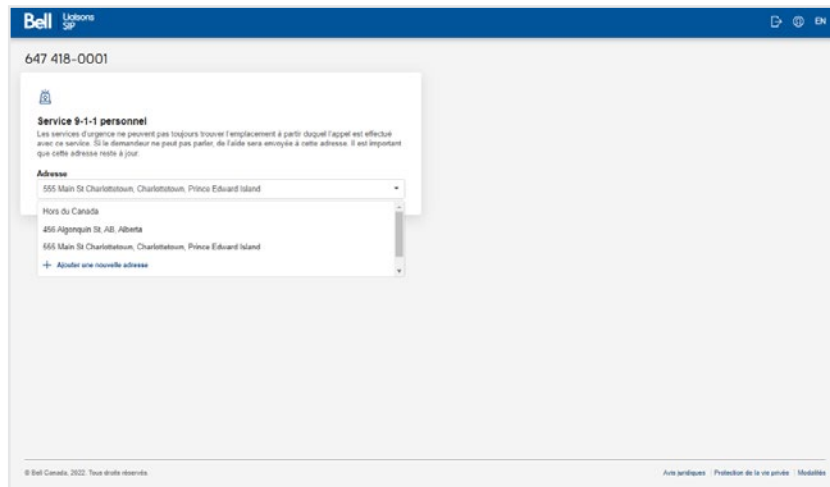 Bell Liaisons SIP
EN
647 418-0001
Service 9-1-1 personnel
Les services d'urgence ne peuvent pas toujours trouver l'emplacement à partir duquel l'appel est effectué
avec ce service. Si le demandeur ne peut pas parler, de l'aide sera envoyée à cette adresse. Il est important
que cette adresse reste à jour.
Adresse
555 Main St Charlottetown, Charlottetown, Prince Edward Island
Hors du Canada
456 Algonquin St, AB, Alberta
555 Main St Charlottetown, Charlottetown, Prince Edward Island
+ Ajouter une nouvelle adresse
© Bell Canada, 2022. Tous droits réservés.
Avis juridiques | Protection de la vie privée | Modalités